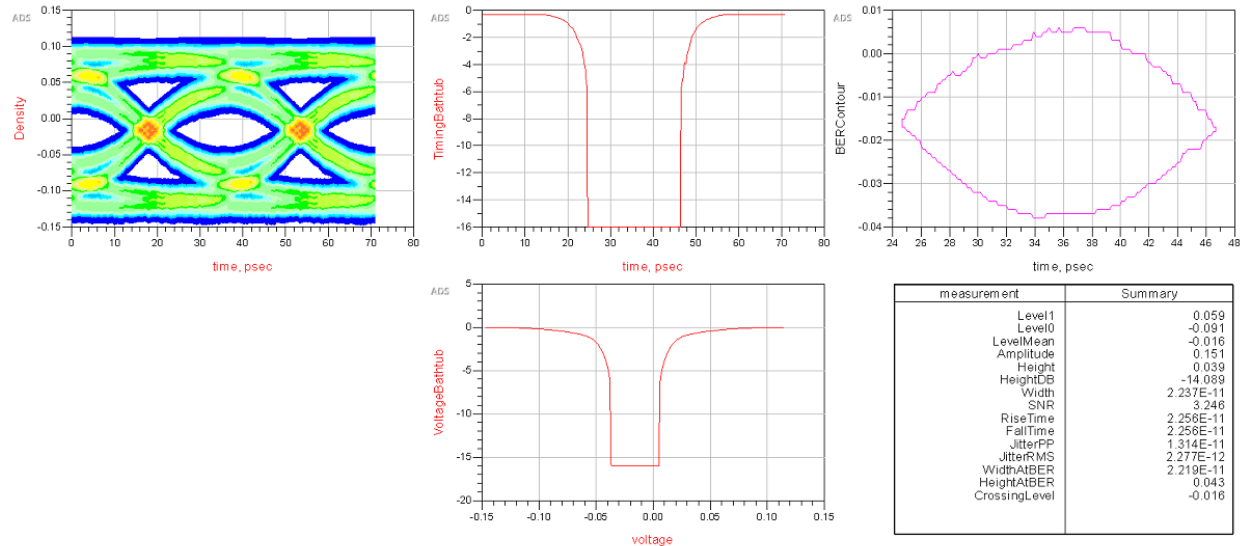 ADS
Density
0.15
0.10
0.05
0.00
-0.05
-0.10
-0.15
0 10 20 30 40 50 60 70 80
time, psec
ADS
TimingBathtub
0
-2
-4
-6
-8
-10
-12
-14
-16
0 20 40 60 80
time, psec
ADS
BERContour
0.01
0.00
-0.01
-0.02
-0.03
-0.04
24 26 28 30 32 34 36 38 40 42 44 46 48
time, psec
ADS
VoltageBathtub
5
0
-5
-10
-15
-20
-0.15 -0.10 -0.05 0.00 0.05 0.10 0.15
voltage
measurement Summary
Level1 0.059
Level0 -0.091
LevelMean -0.016
Amplitude 0.151
Height 0.039
HeightDB -14.089
Width 2.237E-11
SNR 3.246
RiseTime 2.256E-11
FallTime 2.256E-11
JitterPP 1.314E-11
JitterRMS 2.277E-12
WidthAtBER 2.219E-11
HeightAtBER 0.043
CrossingLevel -0.016